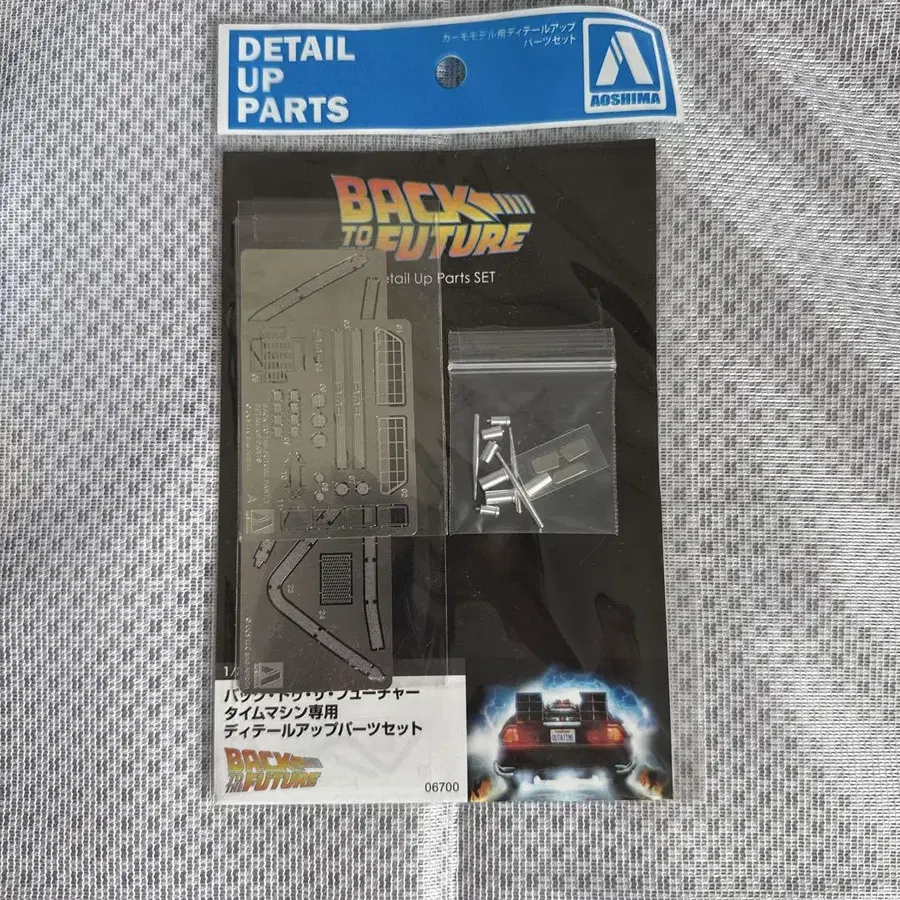 DETAIL
UP
PARTS
カーモモデル用ディテールアップ
パーツセット
AOSHIMA
BACK
TO THE
FUTURE
etail Up Parts SET
バック・トゥ・ザ・フューチャー
タイムマシン専用
ディテールアップパーツセット
BACK
TO THE
FUTURE
06700
OUTATIME